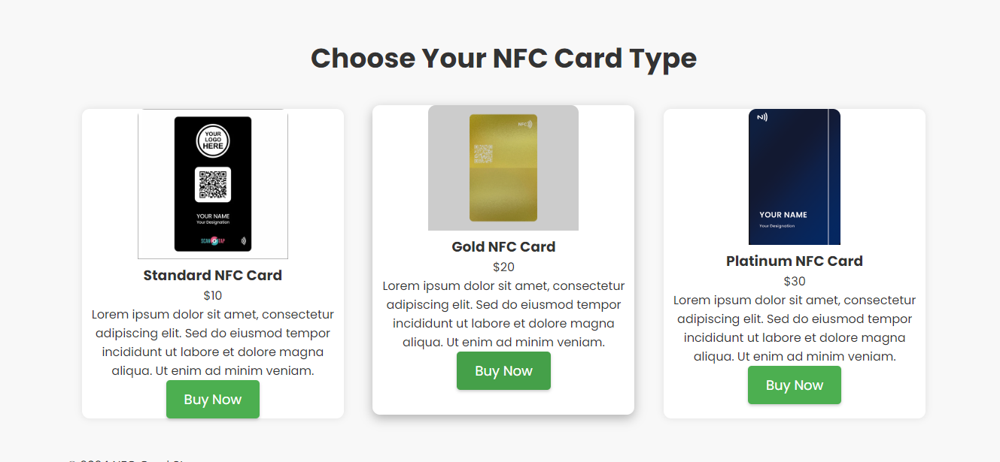 Choose Your NFC Card Type
YOUR
LOGO
HERE
YOUR NAME
Your Designation
SCAN TAP
Standard NFC Card
$10
Lorem ipsum dolor sit amet, consectetur
adipiscing elit. Sed do eiusmod tempor
incididunt ut labore et dolore magna
aliqua. Ut enim ad minim veniam.
Buy Now
NFC
Gold NFC Card
$20
Lorem ipsum dolor sit amet, consectetur
adipiscing elit. Sed do eiusmod tempor
incididunt ut labore et dolore magna
aliqua. Ut enim ad minim veniam.
Buy Now
YOUR NAME
Your Designation
Platinum NFC Card
$30
Lorem ipsum dolor sit amet, consectetur
adipiscing elit. Sed do eiusmod tempor
incididunt ut labore et dolore magna
aliqua. Ut enim ad minim veniam.
Buy Now